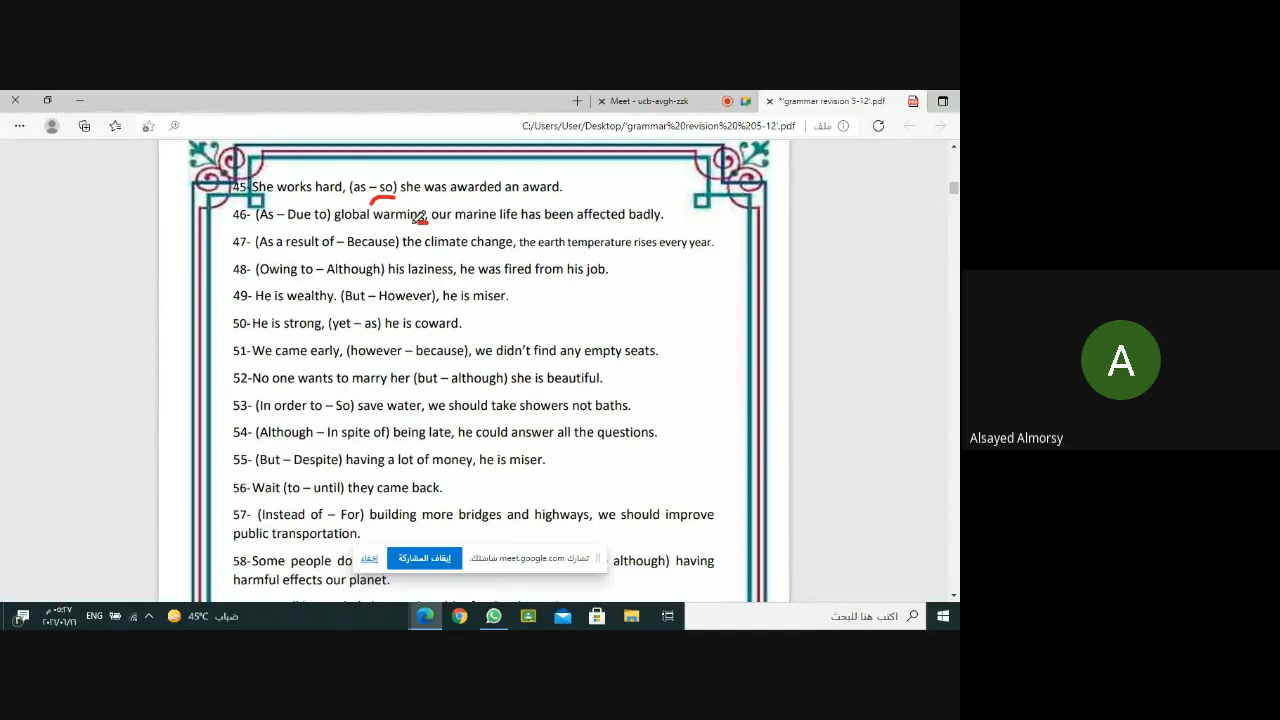 Meet - ucb-avgh-zzk
*'grammar revision 5-12'.pdf
C:/Users/User/Desktop/'grammar%20revision%20%205-12'.pdf
ملف
45-She works hard, (as – so) she was awarded an award.
46- (As – Due to) global warming, our marine life has been affected badly.
47- (As a result of – Because) the climate change, the earth temperature rises every year.
48- (Owing to – Although) his laziness, he was fired from his job.
49- He is wealthy. (But – However), he is miser.
50- He is strong, (yet – as) he is coward.
51- We came early, (however – because), we didn't find any empty seats.
52-No one wants to marry her (but – although) she is beautiful.
53- (In order to – So) save water, we should take showers not baths.
54- (Although – In spite of) being late, he could answer all the questions.
55- (But – Despite) having a lot of money, he is miser.
56- Wait (to – until) they came back.
57- (Instead of – For) building more bridges and highways, we should improve
public transportation.
58-Some people do although) having
harmful effects our planet.
تشارك meet.google.com شاشتك.
إيقاف المشاركة
إخفاء
A
Alsayed Almorsy
ENG
45°C ضباب
اكتب هنا للبحث